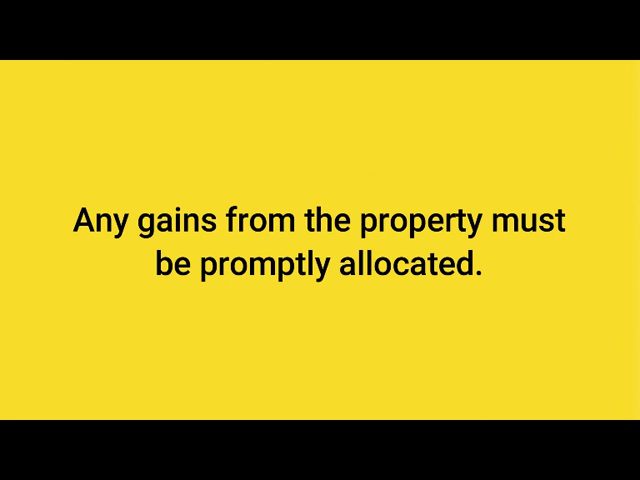 Any gains from the property must
be promptly allocated.